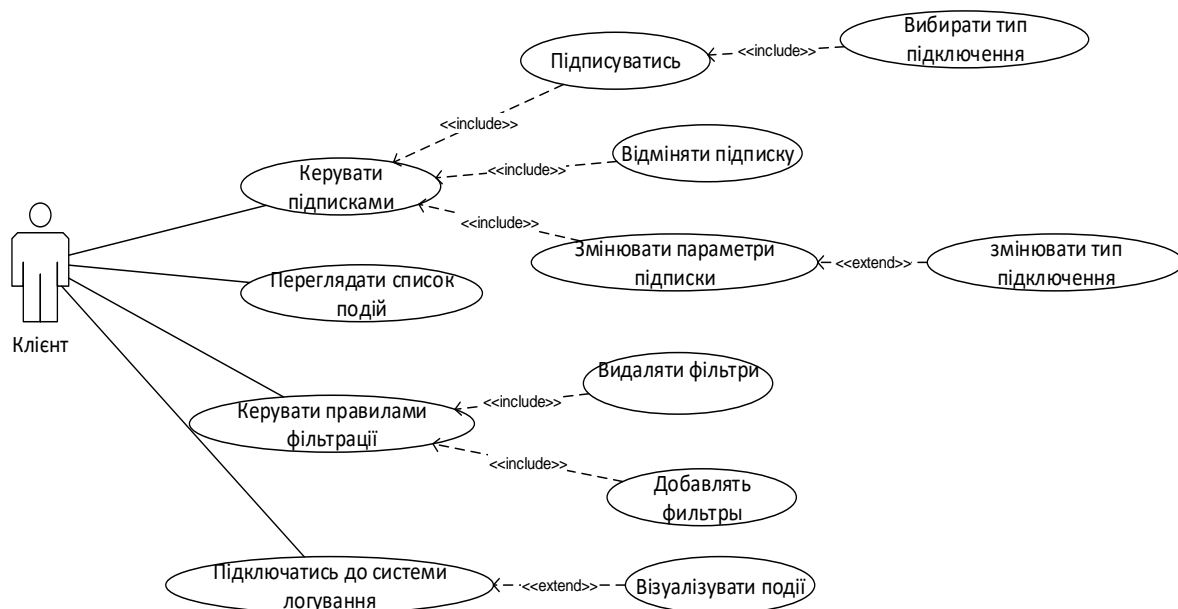 Вибирати тип
підключення
<<include>>
Підписуватись
<<include>>
Відміняти підписку
<<include>>
Керувати
підписками
<<include>>
Змінювати параметри
підписки
<<extend>>
змінювати тип
підключення
Переглядати список
подій
Клієнт
Видаляти фільтри
<<include>>
Керувати правилами
фільтрації
<<include>>
Добавлять
фильтры
Підключатись до системи
логування
<<extend>>
Візуалізувати події